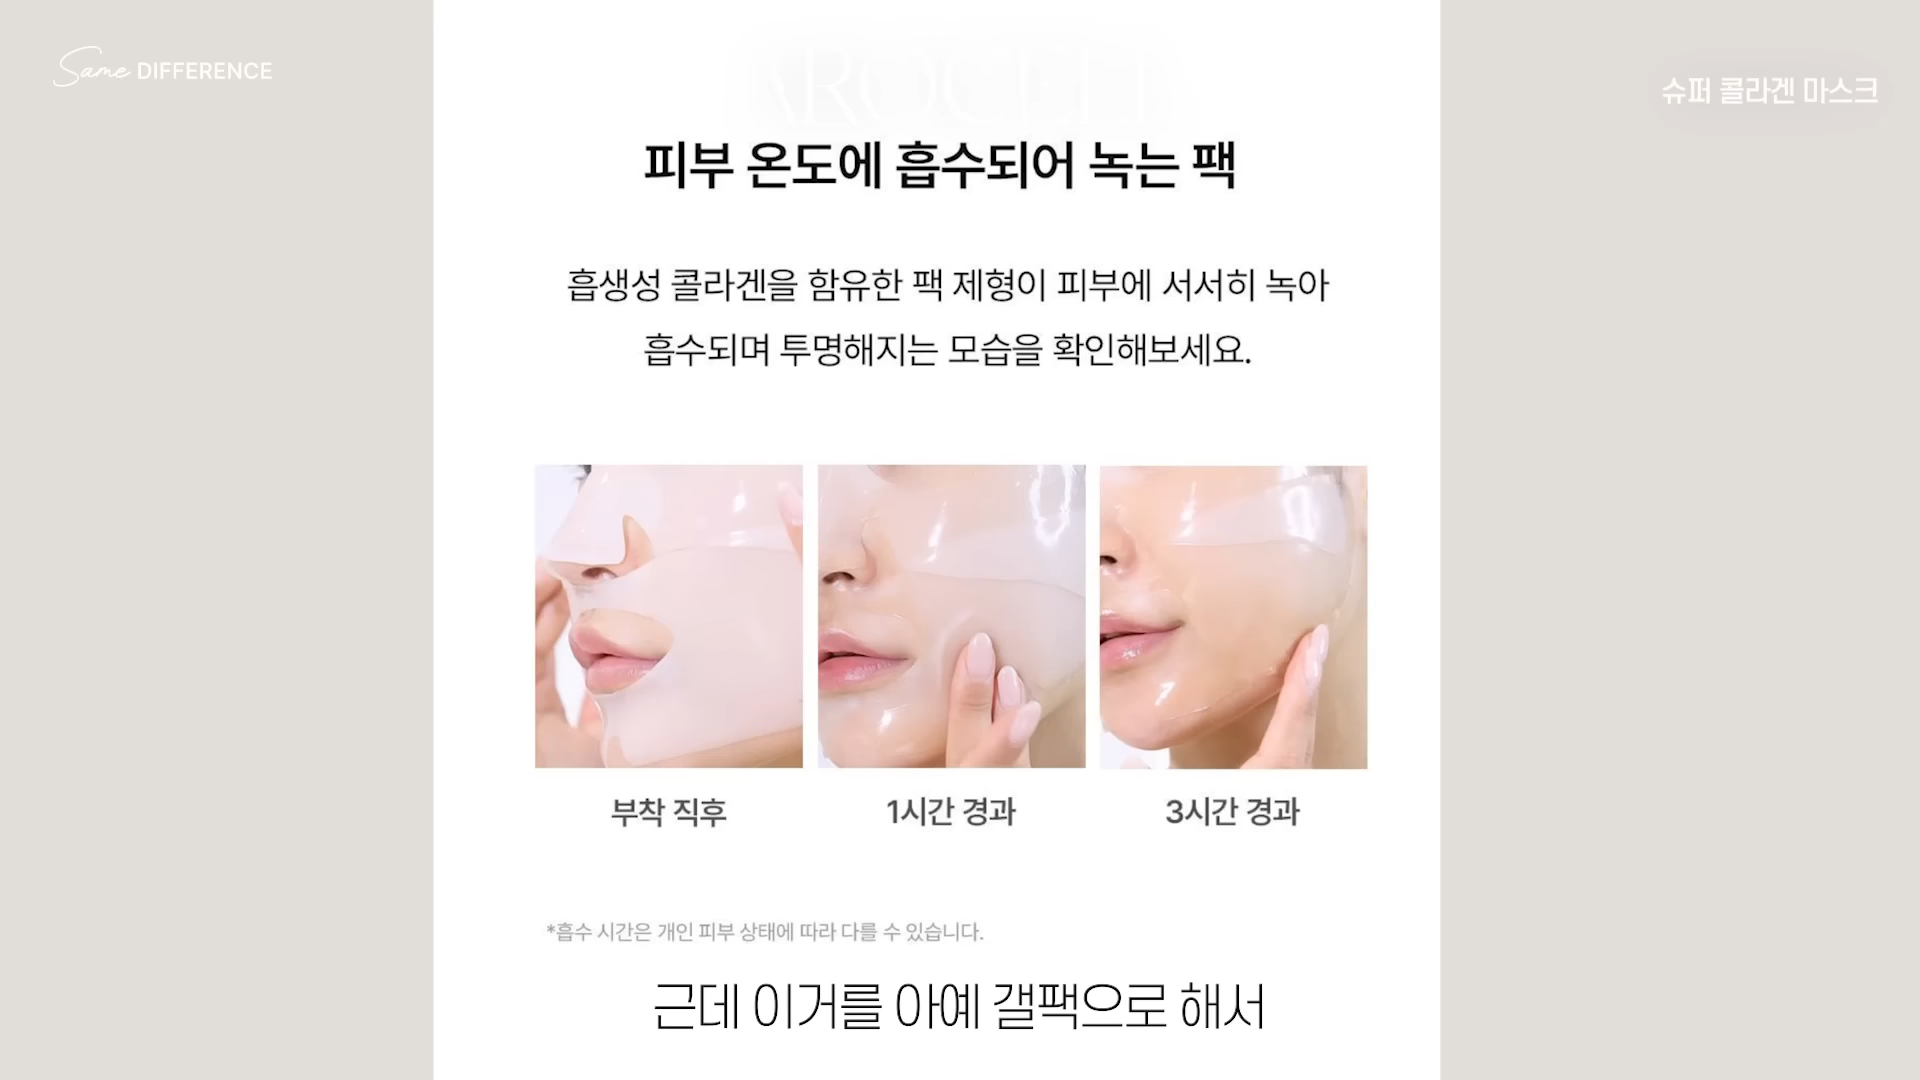 Same DIFFERENCE
슈퍼 콜라겐 마스크
AROCELL
피부 온도에 흡수되어 녹는 팩
흡생성 콜라겐을 함유한 팩 제형이 피부에 서서히 녹아
흡수되며 투명해지는 모습을 확인해보세요.
부착 직후
1시간 경과
3시간 경과
*흡수 시간은 개인 피부 상태에 따라 다를 수 있습니다.
근데 이거를 아예 갤팩으로 해서